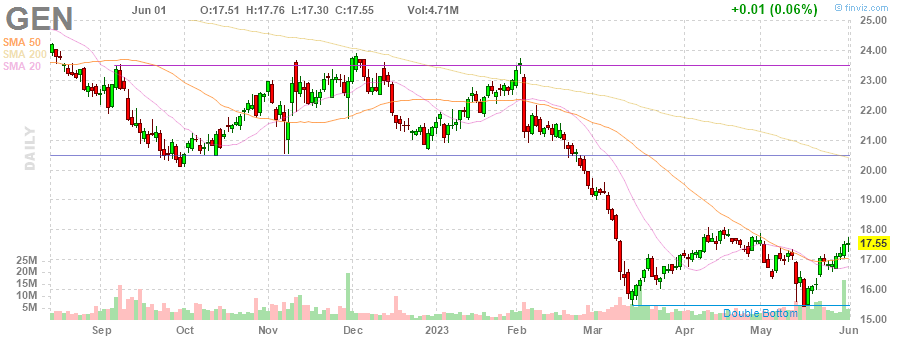 GEN Jun 01 O:17.51 H:17.76 L:17.30 C:17.55 Vol:4.71M +0.01 (0.06%) © finviz.com
SMA 50
SMA 200
SMA 20
DAILY
25.00
24.00
23.00
22.00
21.00
20.00
19.00
18.00
17.55
17.00
16.00
15.00
25M
20M
15M
10M
5M
Double Bottom
Sep Oct Nov Dec 2023 Feb Mar Apr May Jun